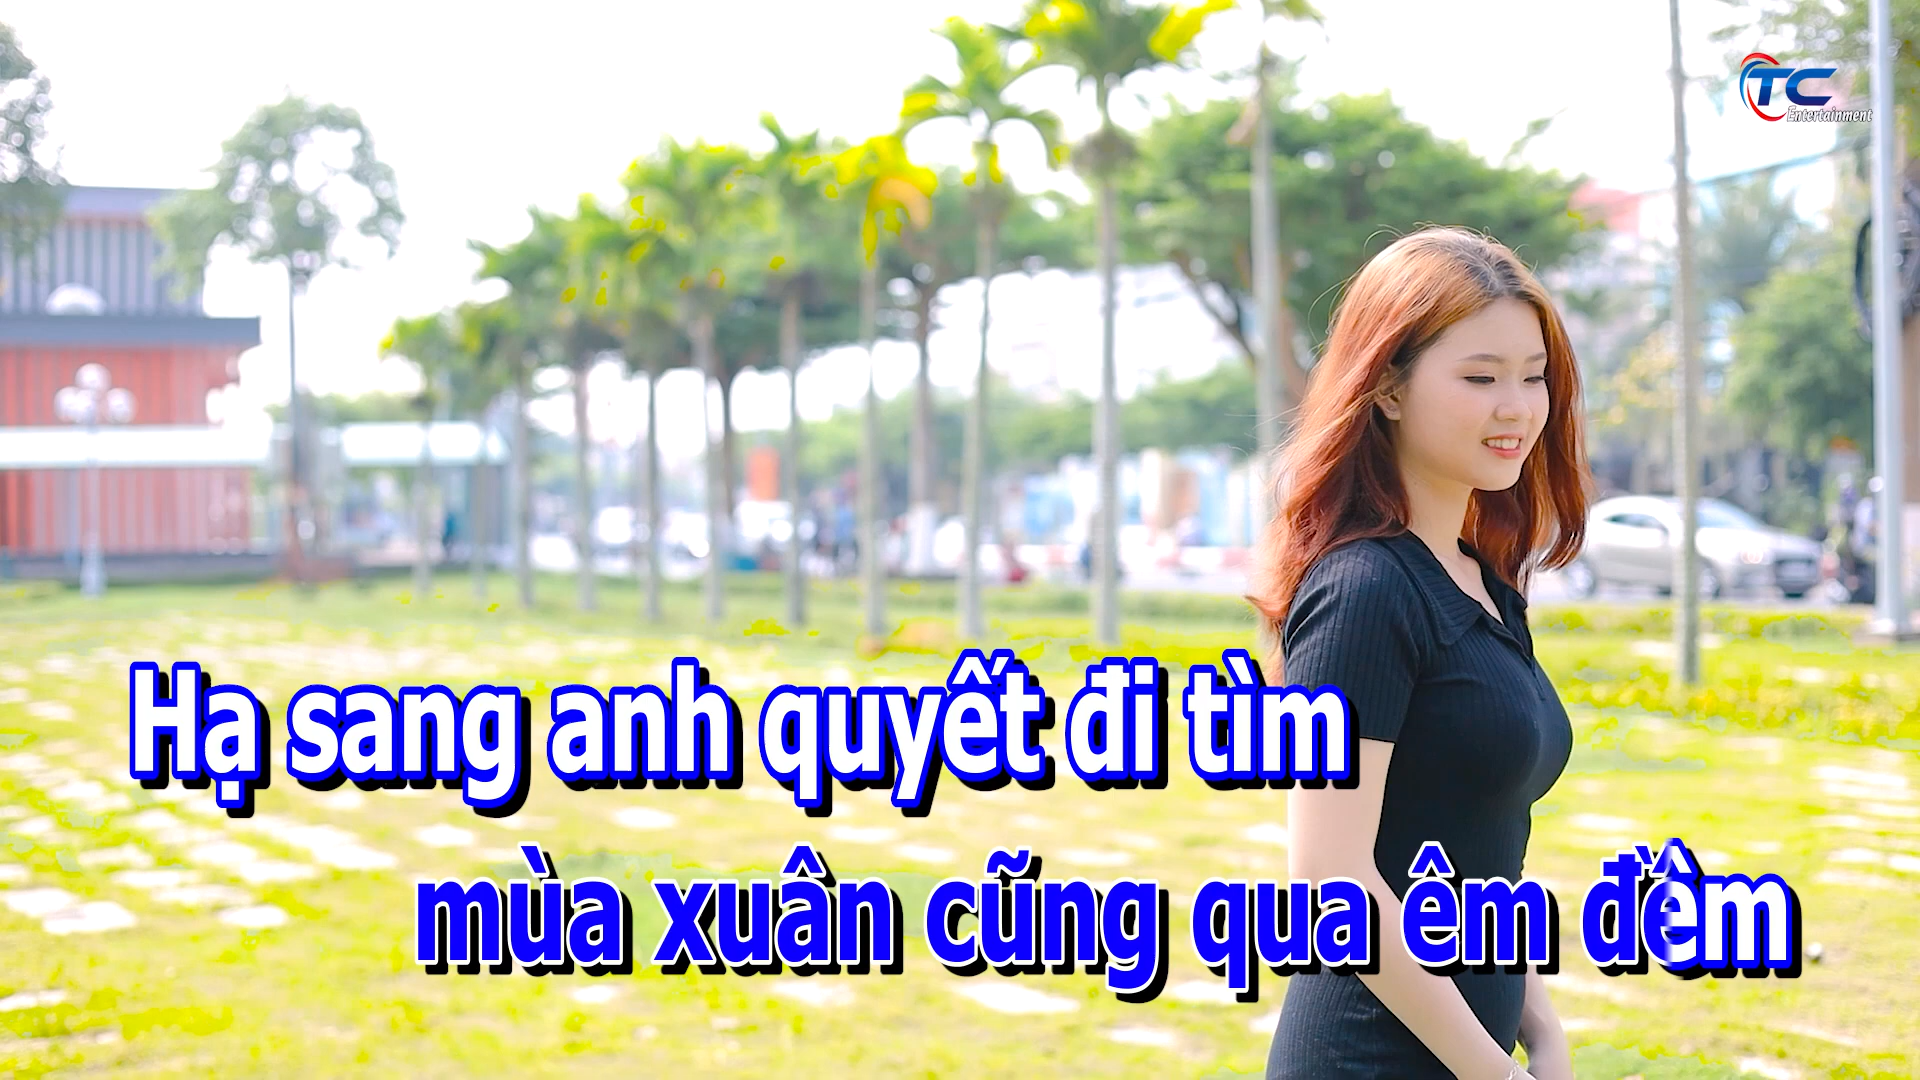 TC
Entertainment
Hạ sang anh quyết đi tìm
mùa xuân cũng qua êm đềm